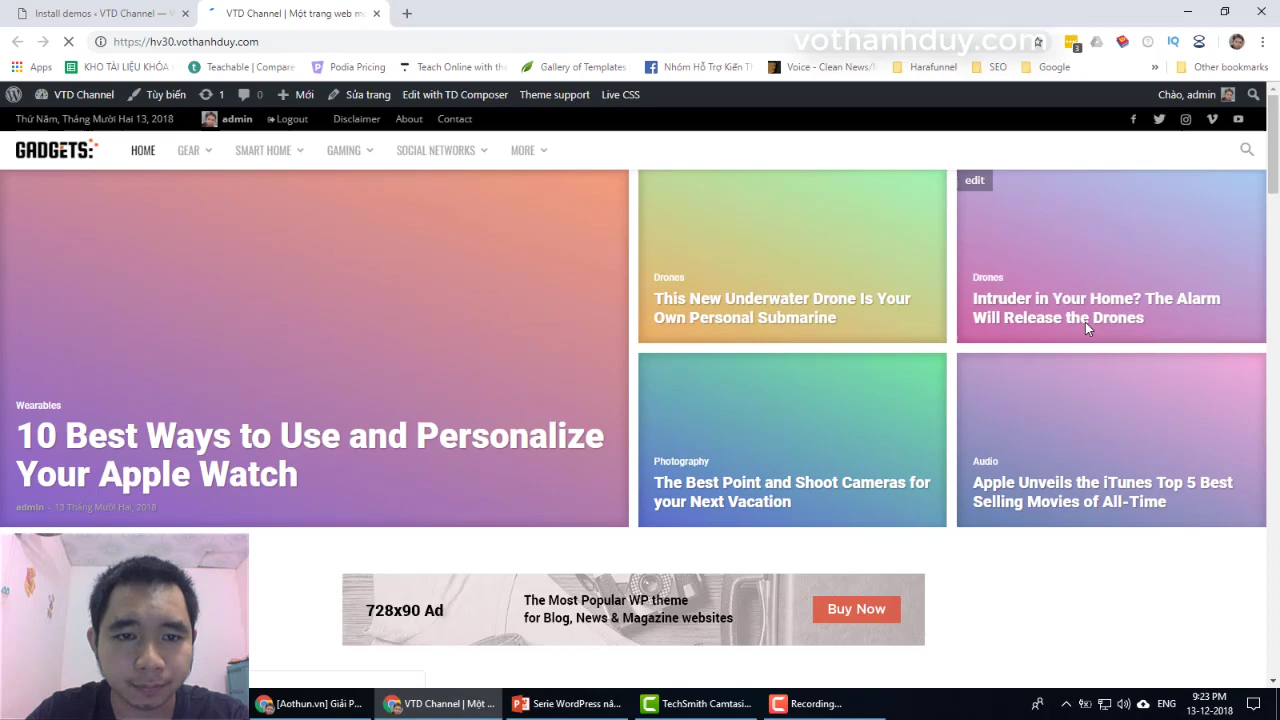 Install demos - VTD Channel — W
VTD Channel | Một trang web m
https://hv30.vothanhduy.com
vothanhduy.com
3
IQ
Apps
KHO TÀI LIỆU KHÓA
Teachable | Compare
Podia Pricing
Teach Online with the
Gallery of Templates
Nhóm Hỗ Trợ Kiến Th
Voice - Clean/News/
Harafunnel
SEO
Google
»
Other bookmarks
VTD Channel
Tùy biến
1
0
Mới
Sửa trang
Edit with TD Composer
Theme support
Live CSS
Chào, admin
Thứ Năm, Tháng Mười Hai 13, 2018
admin
Logout
Disclaimer
About
Contact
GADGETS:
HOME
GEAR
SMART HOME
GAMING
SOCIAL NETWORKS
MORE
edit
Wearables
10 Best Ways to Use and Personalize
Your Apple Watch
admin - 13 Tháng Mười Hai, 2018
Drones
This New Underwater Drone Is Your
Own Personal Submarine
Drones
Intruder in Your Home? The Alarm
Will Release the Drones
Photography
The Best Point and Shoot Cameras for
your Next Vacation
Audio
Apple Unveils the iTunes Top 5 Best
Selling Movies of All-Time
728x90 Ad
The Most Popular WP theme
for Blog, News & Magazine websites
Buy Now
[Aothun.vn] Giải P...
VTD Channel | Một ...
Serie WordPress nâ...
TechSmith Camtasi...
Recording...
ENG
9:23 PM
13-12-2018